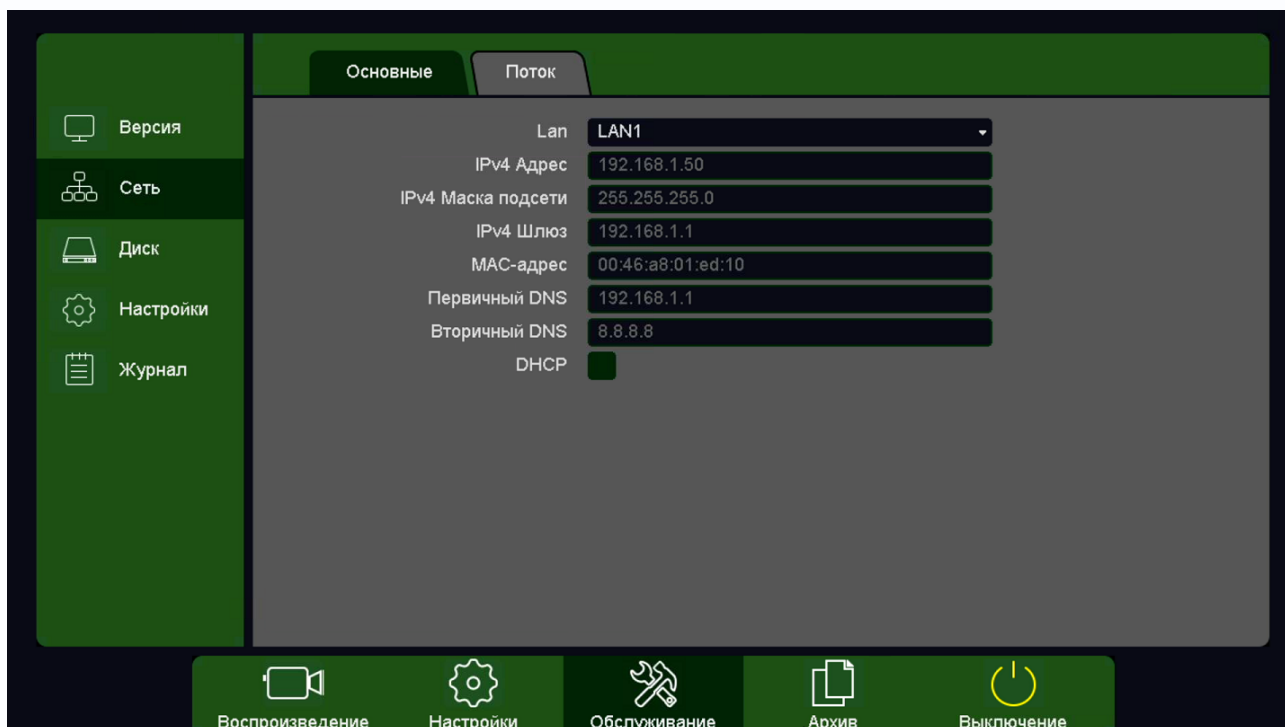 Основные Поток
Версия
Сеть
Диск
Настройки
Журнал
Lan LAN1
IPv4 Адрес 192.168.1.50
IPv4 Маска подсети 255.255.255.0
IPv4 Шлюз 192.168.1.1
MAC-адрес 00:46:a8:01:ed:10
Первичный DNS 192.168.1.1
Вторичный DNS 8.8.8.8
DHCP
Воспроизведение Настройки Обслуживание Архив Выключение